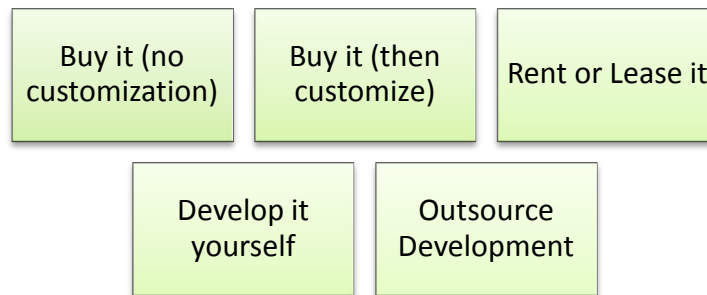 Buy it (no
customization)
Buy it (then
customize)
Rent or Lease it
Develop it
yourself
Outsource
Development